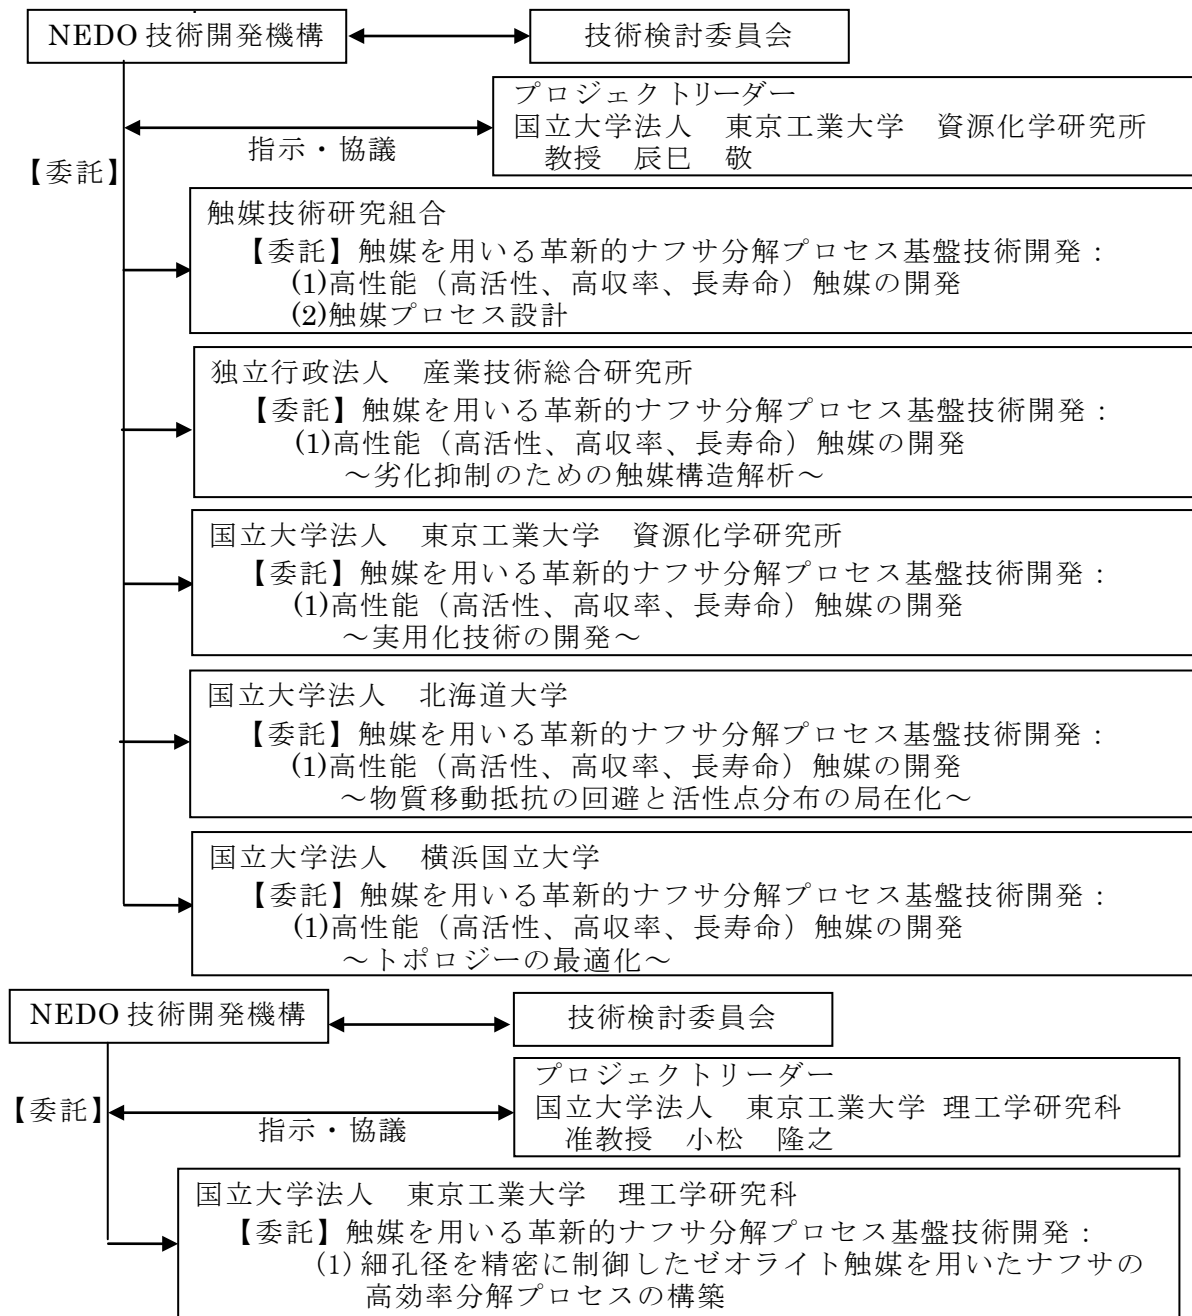 NEDO 技術開発機構 技術検討委員会
プロジェクトリーダー
国立大学法人 東京工業大学 資源化学研究所
教授 辰巳 敬
指示・協議
【委託】
触媒技術研究組合
【委託】触媒を用いる革新的ナフサ分解プロセス基盤技術開発：
(1)高性能（高活性、高収率、長寿命）触媒の開発
(2)触媒プロセス設計
独立行政法人 産業技術総合研究所
【委託】触媒を用いる革新的ナフサ分解プロセス基盤技術開発：
(1)高性能（高活性、高収率、長寿命）触媒の開発
～劣化抑制のための触媒構造解析～
国立大学法人 東京工業大学 資源化学研究所
【委託】触媒を用いる革新的ナフサ分解プロセス基盤技術開発：
(1)高性能（高活性、高収率、長寿命）触媒の開発
～実用化技術の開発～
国立大学法人 北海道大学
【委託】触媒を用いる革新的ナフサ分解プロセス基盤技術開発：
(1)高性能（高活性、高収率、長寿命）触媒の開発
～物質移動抵抗の回避と活性点分布の局在化～
国立大学法人 横浜国立大学
【委託】触媒を用いる革新的ナフサ分解プロセス基盤技術開発：
(1)高性能（高活性、高収率、長寿命）触媒の開発
～トポロジーの最適化～
NEDO 技術開発機構 技術検討委員会
プロジェクトリーダー
国立大学法人 東京工業大学 理工学研究科
准教授 小松 隆之
【委託】
指示・協議
国立大学法人 東京工業大学 理工学研究科
【委託】触媒を用いる革新的ナフサ分解プロセス基盤技術開発：
(1) 細孔径を精密に制御したゼオライト触媒を用いたナフサの
高効率分解プロセスの構築